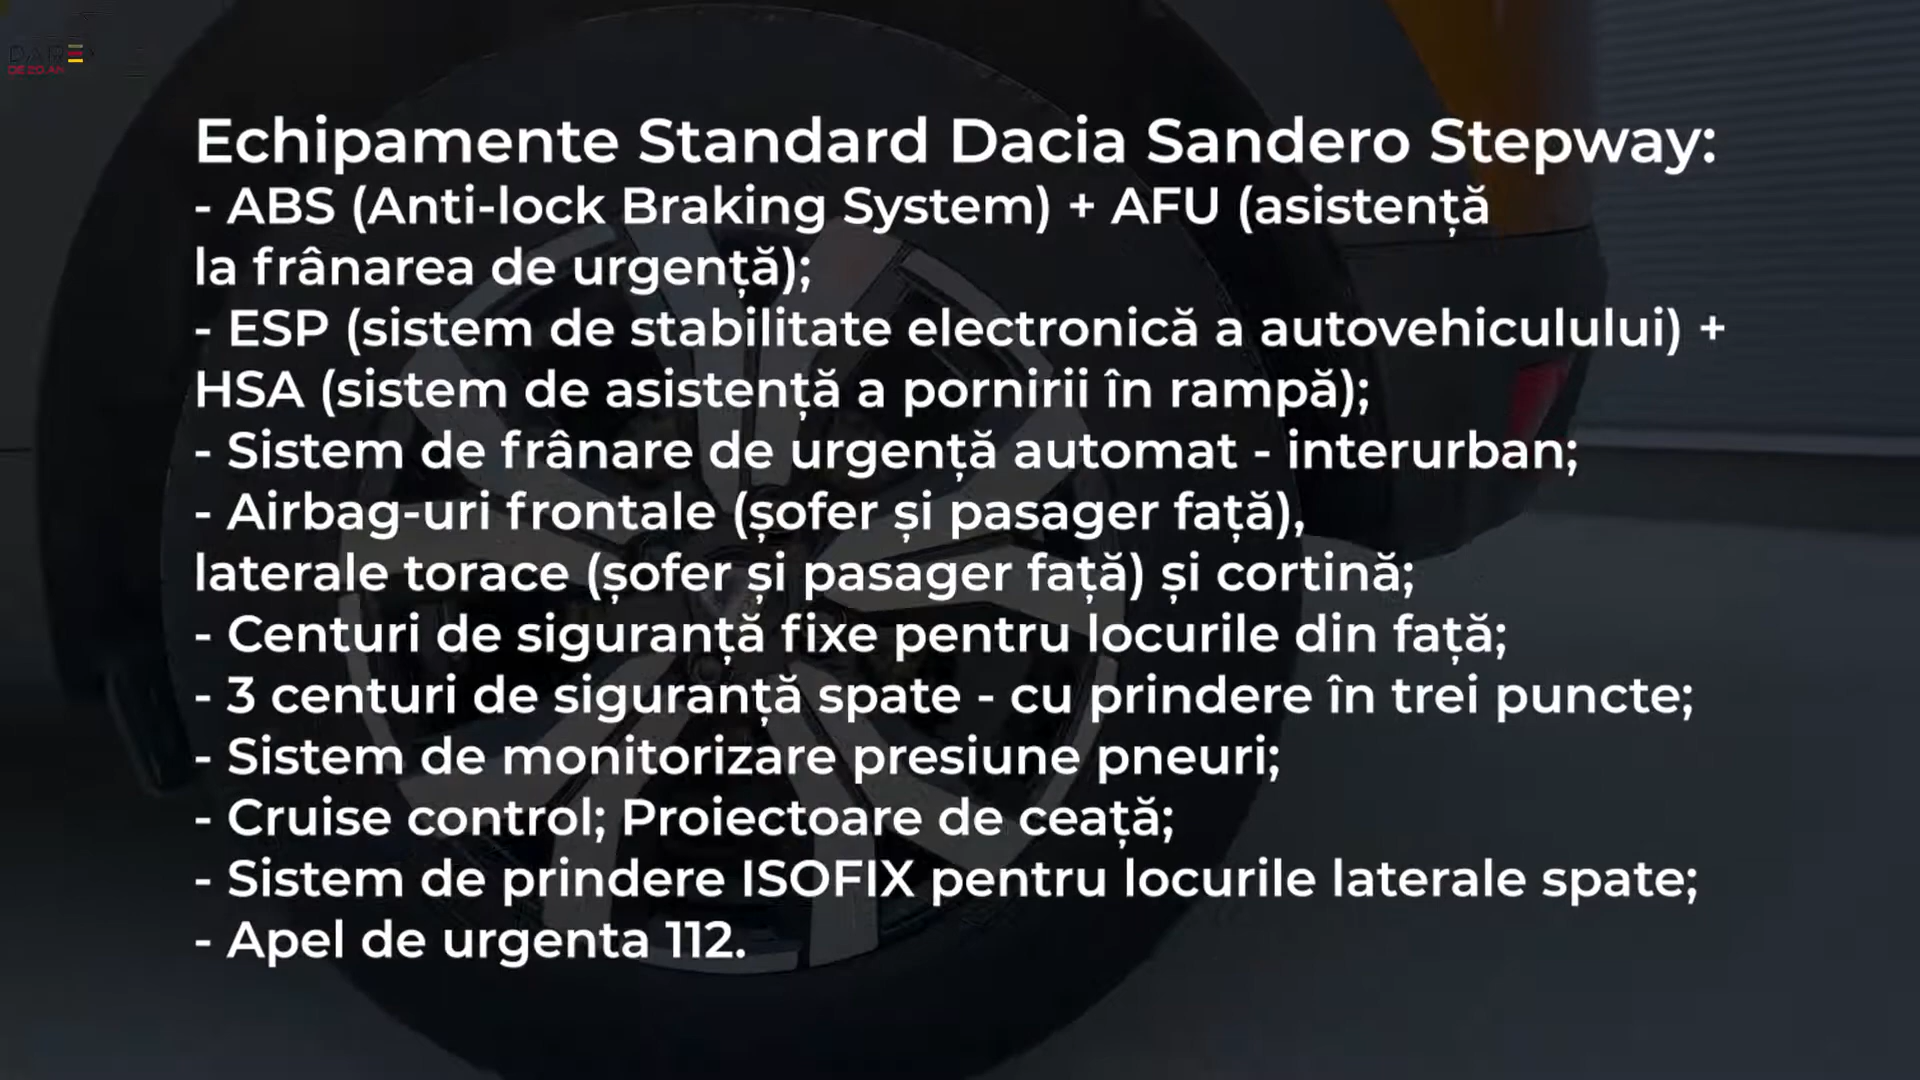 Echipamente Standard Dacia Sandero Stepway:
- ABS (Anti-lock Braking System) + AFU (asistență
la frânarea de urgență);
- ESP (sistem de stabilitate electronică a autovehiculului) +
HSA (sistem de asistență a pornirii în rampă);
- Sistem de frânare de urgență automat - interurban;
- Airbag-uri frontale (șofer și pasager față),
laterale torace (șofer și pasager față) și cortină;
- Centuri de siguranță fixe pentru locurile din față;
- 3 centuri de siguranță spate - cu prindere în trei puncte;
- Sistem de monitorizare presiune pneuri;
- Cruise control; Proiectoare de ceață;
- Sistem de prindere ISOFIX pentru locurile laterale spate;
- Apel de urgenta 112.